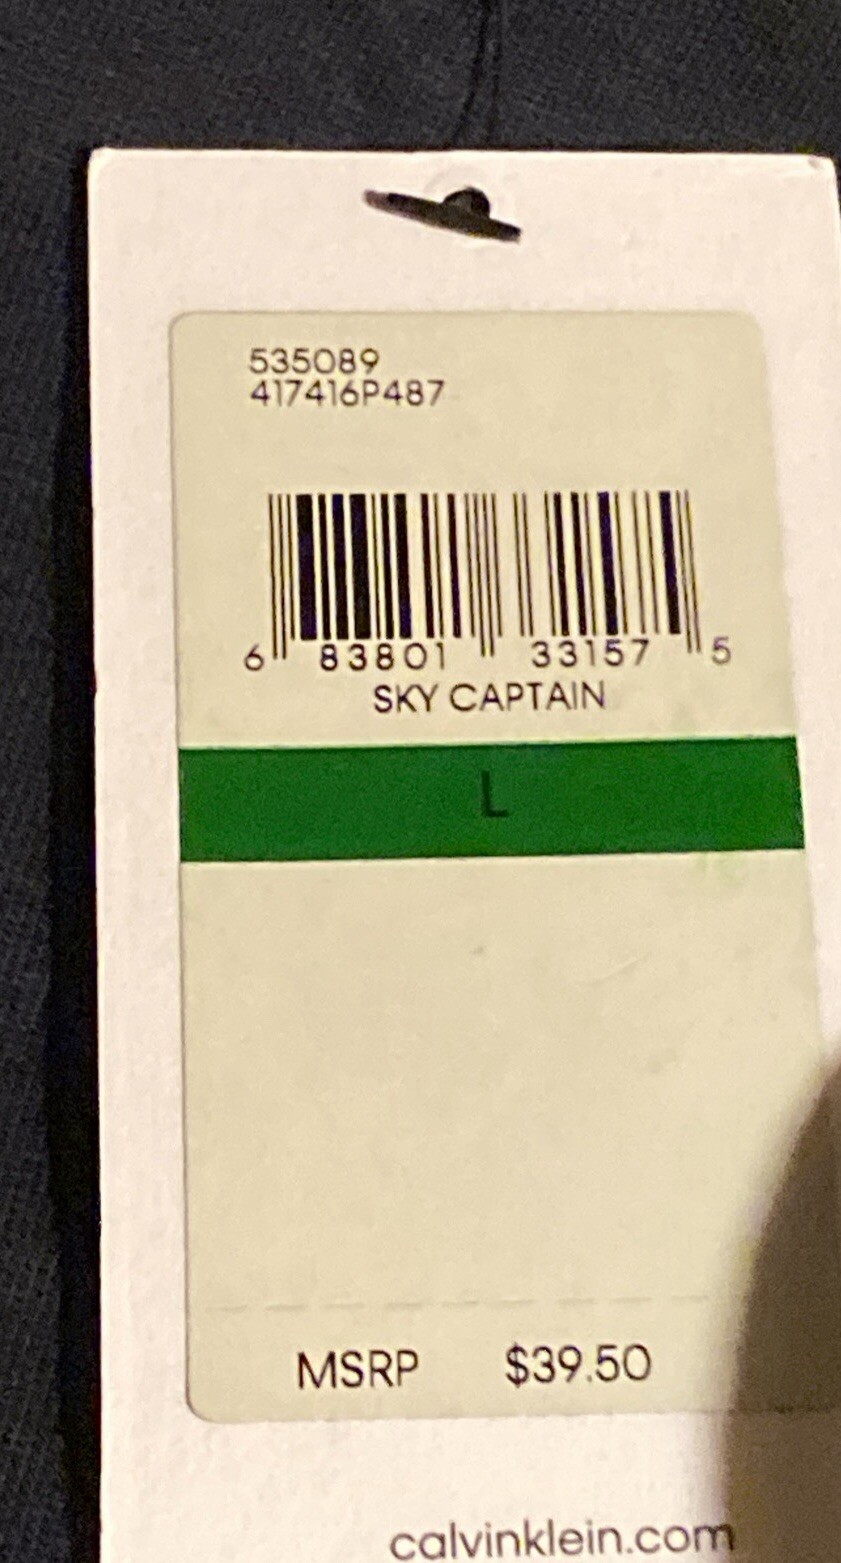 535089
417416P487
6 83801 33157 5
SKY CAPTAIN
L
MSRP $39.50
calvinklein.com